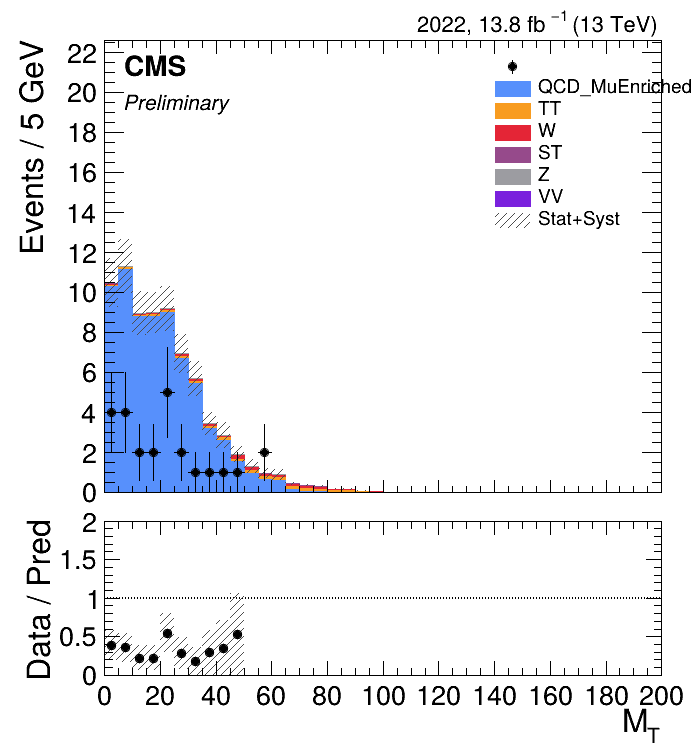 2022, 13.8 fb⁻¹ (13 TeV)
CMS
Preliminary
QCD_MuEnriched
TT
W
ST
Z
VV
Stat+Syst
Events / 5 GeV
22
20
18
16
14
12
10
8
6
4
2
0
Data / Pred
2
1.5
1
0.5
0
0 20 40 60 80 100 120 140 160 180 200
M_T